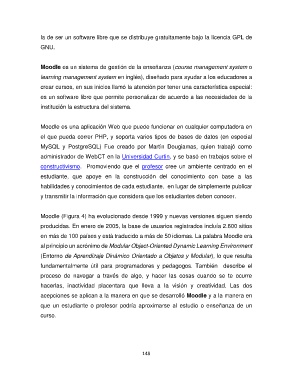 la de ser un software libre que se distribuye gratuitamente bajo la licencia GPL de
GNU.
Moodle es un sistema de gestión de la enseñanza (course management system o
learning management system en inglés), diseñado para ayudar a los educadores a
crear cursos, en sus inicios llamó la atención por tener una característica especial:
es un software libre que permite personalizar de acuerdo a las necesidades de la
institución la estructura del sistema.
Moodle es una aplicación Web que puede funcionar en cualquier computadora en
el que pueda correr PHP, y soporta varios tipos de bases de datos (en especial
MySQL y PostgreSQL) Fue creado por Martin Dougiamas, quien trabajó como
administrador de WebCT en la Universidad Curtin, y se basó en trabajos sobre el
constructivismo. Promoviendo que el profesor cree un ambiente centrado en el
estudiante, que apoye en la construcción del conocimiento con base a las
habilidades y conocimientos de cada estudiante, en lugar de simplemente publicar
y transmitir la información que considera que los estudiantes deben conocer.
Moodle (Figura 4) ha evolucionado desde 1999 y nuevas versiones siguen siendo
producidas. En enero de 2005, la base de usuarios registrados incluía 2.600 sitios
en más de 100 países y está traducido a más de 50 idiomas. La palabra Moodle era
al principio un acrónimo de Modular Object-Oriented Dynamic Learning Environment
(Entorno de Aprendizaje Dinámico Orientado a Objetos y Modular), lo que resulta
fundamentalmente útil para programadores y pedagogos. También describe el
proceso de navegar a través de algo, y hacer las cosas cuando se te ocurre
hacerlas, inactividad placentera que lleva a la visión y creatividad. Las dos
acepciones se aplican a la manera en que se desarrolló Moodle y a la manera en
que un estudiante o profesor podría aproximarse al estudio o enseñanza de un
curso.